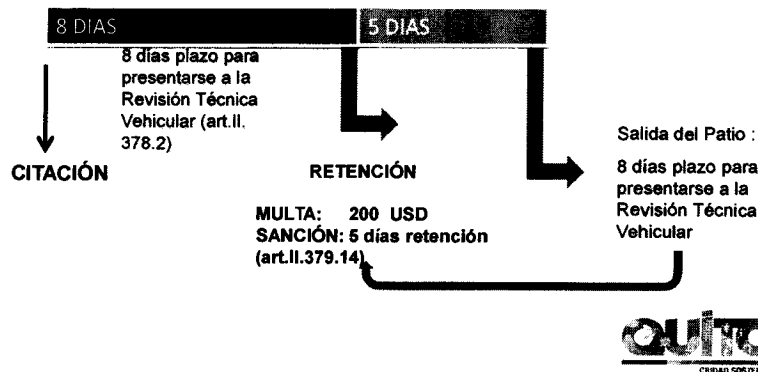 8 DIAS
5 DIAS
8 días plazo para
presentarse a la
Revisión Técnica
Vehicular (art.II.
378.2)
CITACIÓN
RETENCIÓN
MULTA: 200 USD
SANCIÓN: 5 días retención
(art.II.379.14)
Salida del Patio :
8 días plazo para
presentarse a la
Revisión Técnica
Vehicular